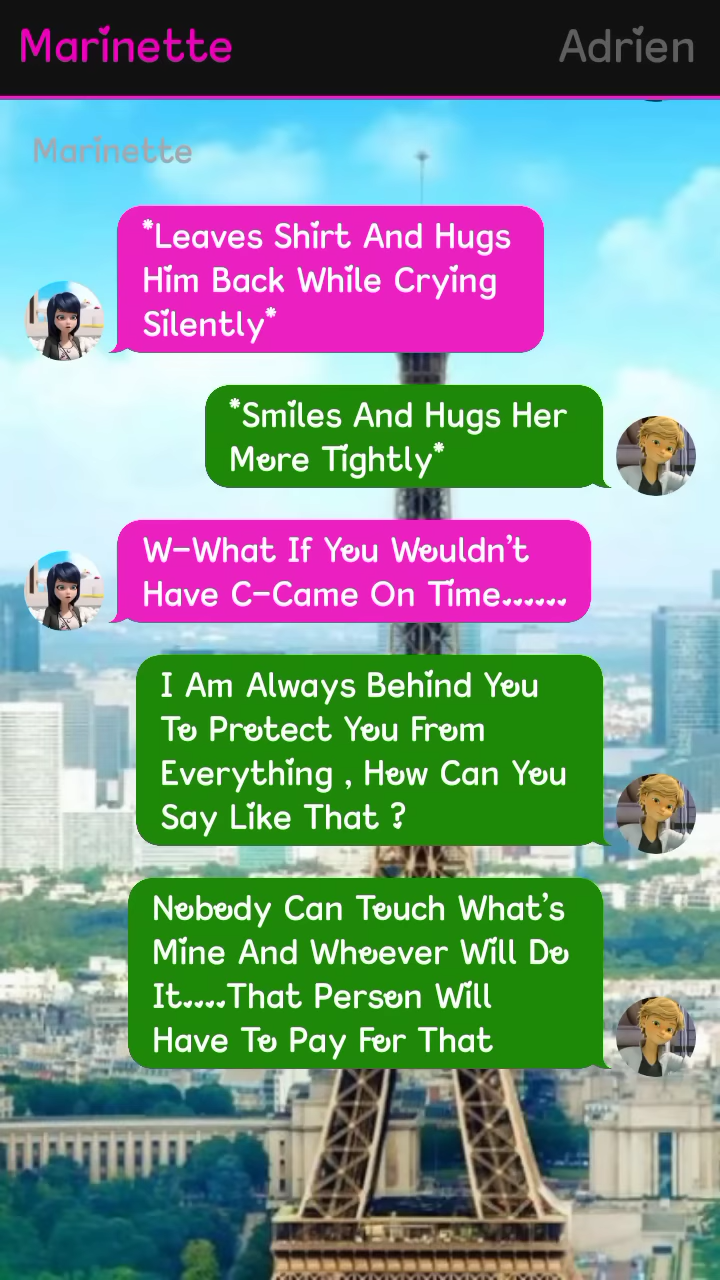 Marinette
Adrien
Marinette
*Leaves Shirt And Hugs
Him Back While Crying
Silently*
*Smiles And Hugs Her
More Tightly*
W-What If You Wouldn't
Have C-Came On Time......
I Am Always Behind You
To Protect You From
Everything , How Can You
Say Like That ?
Nobody Can Touch What's
Mine And Whoever Will Do
It....That Person Will
Have To Pay For That